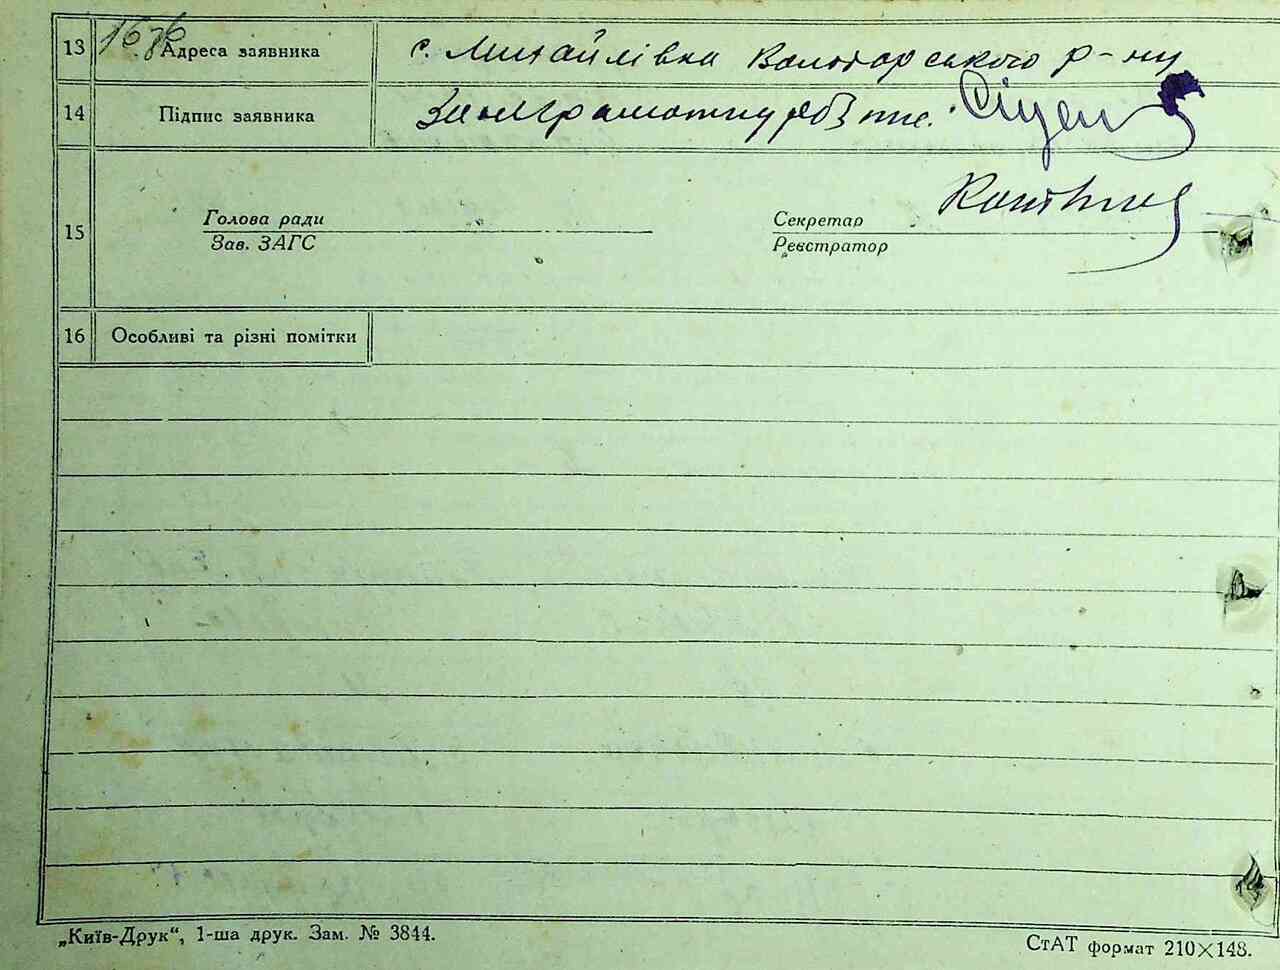 13 Адреса заявника с. Михайлівка Володарського р-ну
14 Підпис заявника
15 Голова ради Секретар
Зав. ЗАГС Реєстратор
16 Особливі та різні помітки
„Київ-Друк“, 1-ша друк. Зам. № 3844.
СтАТ формат 210×148.